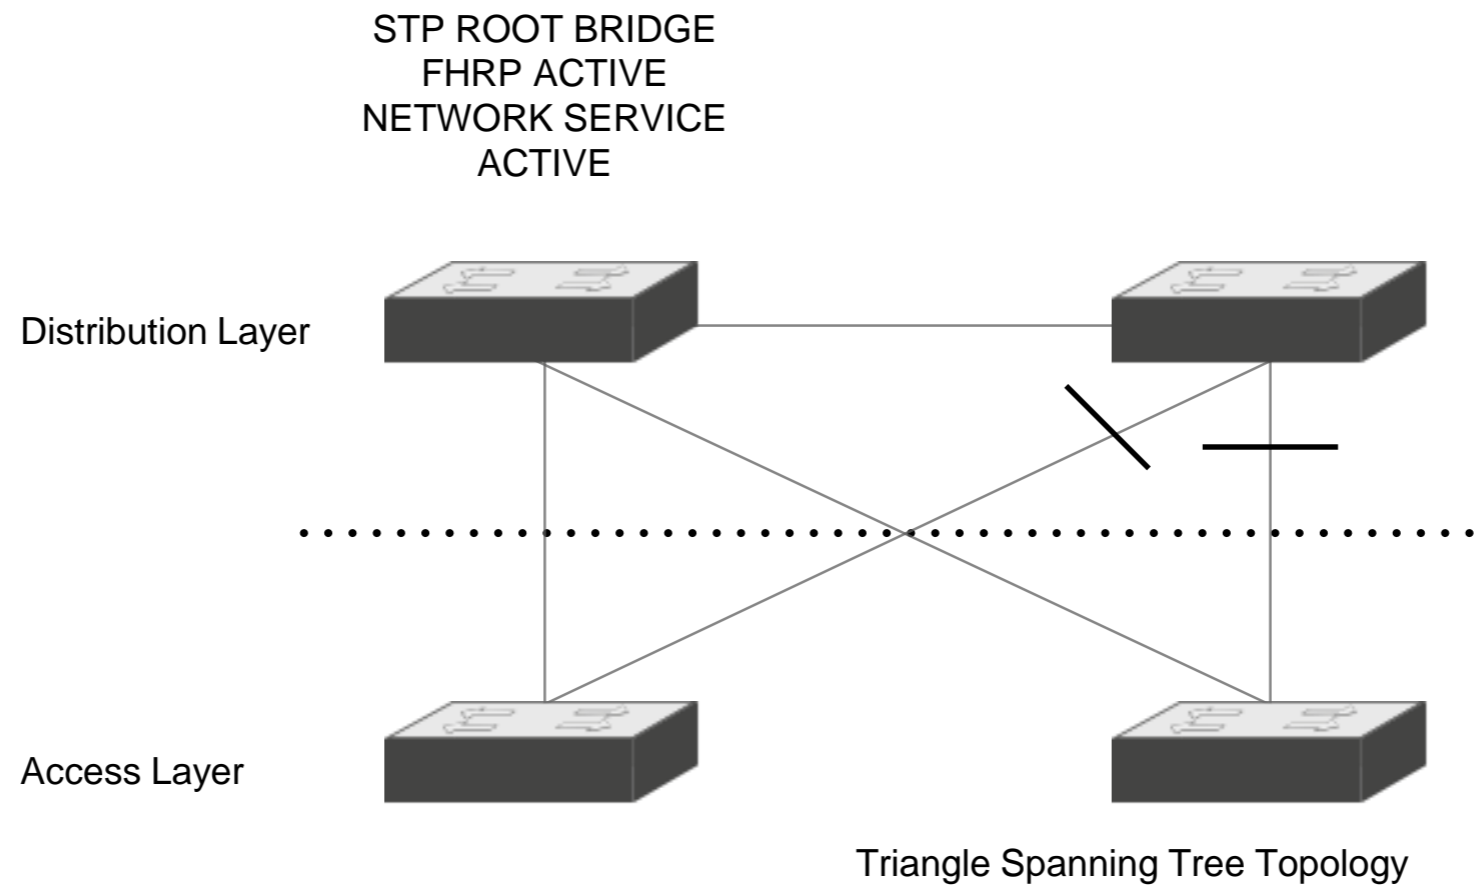 STP ROOT BRIDGE
FHRP ACTIVE
NETWORK SERVICE
ACTIVE
Distribution Layer
Access Layer
Triangle Spanning Tree Topology